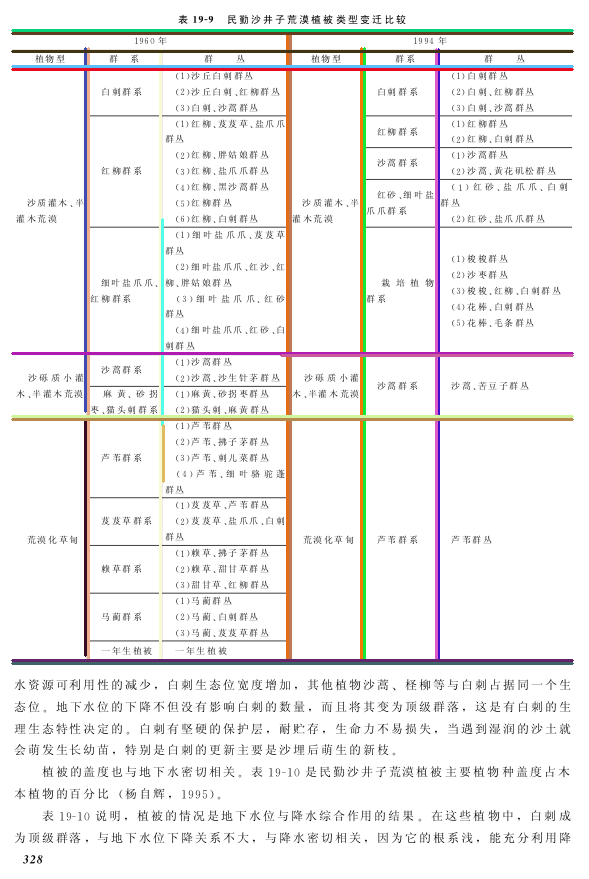 表 19-9 民勤沙井子荒漠植被类型变迁比较
1960 年
1994 年
植物型
群 系
群 丛
植物型
群系
群 丛
沙质灌木、半
灌木荒漠
白刺群系
(1)沙丘白刺群丛
(2)沙丘白刺、红柳群丛
(3)白刺、沙蒿群丛
红柳群系
(1)红柳、芨芨草、盐爪爪
群丛
(2)红柳、胖姑娘群丛
(3)红柳、盐爪爪群丛
(4)红柳、黑沙蒿群丛
(5)红柳群丛
(6)红柳、白刺群丛
细叶盐爪爪、
红柳群系
(1)细叶盐爪爪、芨芨草
群丛
(2)细叶盐爪爪、红沙、红
柳、胖姑娘群丛
(3)细叶盐爪爪、红砂
群丛
(4)细叶盐爪爪、红砂、白
刺群丛
沙砾质小灌
木、半灌木荒漠
沙蒿群系
(1)沙蒿群丛
(2)沙蒿、沙生针茅群丛
麻黄、砂拐
枣、猫头刺群系
(1)麻黄、砂拐枣群丛
(2)猫头刺、麻黄群丛
荒漠化草甸
芦苇群系
(1)芦苇群丛
(2)芦苇、拂子茅群丛
(3)芦苇、刺儿菜群丛
(4)芦苇、细叶骆驼蓬
群丛
芨芨草群系
(1)芨芨草、芦苇群丛
(2)芨芨草、盐爪爪、白刺
群丛
赖草群系
(1)赖草、拂子茅群丛
(2)赖草、甜甘草群丛
(3)甜甘草、红柳群丛
马蔺群系
(1)马蔺群丛
(2)马蔺、白刺群丛
(3)马蔺、芨芨草群丛
一年生植被
一年生植被
沙质灌木、半
灌木荒漠
白刺群系
(1)白刺群丛
(2)白刺、红柳群丛
(3)白刺、沙蒿群丛
红柳群系
(1)红柳群丛
(2)红柳、白刺群丛
沙蒿群系
(1)沙蒿群丛
(2)沙蒿、黄花矶松群丛
红砂、细叶盐
爪爪群系
(1)红砂、盐爪爪、白刺
群丛
(2)红砂、盐爪爪群丛
栽培植物
群系
(1)梭梭群丛
(2)沙枣群丛
(3)梭梭、红柳、白刺群丛
(4)花棒、白刺群丛
(5)花棒、毛条群丛
沙砾质小灌
木、半灌木荒漠
沙蒿群系
沙蒿、苦豆子群丛
荒漠化草甸
芦苇群系
芦苇群丛
水资源可利用性的减少，白刺生态位宽度增加，其他植物沙蒿、柽柳等与白刺占据同一个生
态位。地下水位的下降不但没有影响白刺的数量，而且将其变为顶级群落，这是有白刺的生
理生态特性决定的。白刺有坚硬的保护层，耐贮存，生命力不易损失，当遇到湿润的沙土就
会萌发生长幼苗，特别是白刺的更新主要是沙埋后萌生的新枝。
植被的盖度也与地下水密切相关。表 19-10 是民勤沙井子荒漠植被主要植物种盖度占木
本植物的百分比（杨自辉，1995）。
表 19-10 说明，植被的情况是地下水位与降水综合作用的结果。在这些植物中，白刺成
为顶级群落，与地下水位下降关系不大，与降水密切相关，因为它的根系浅，能充分利用降
328